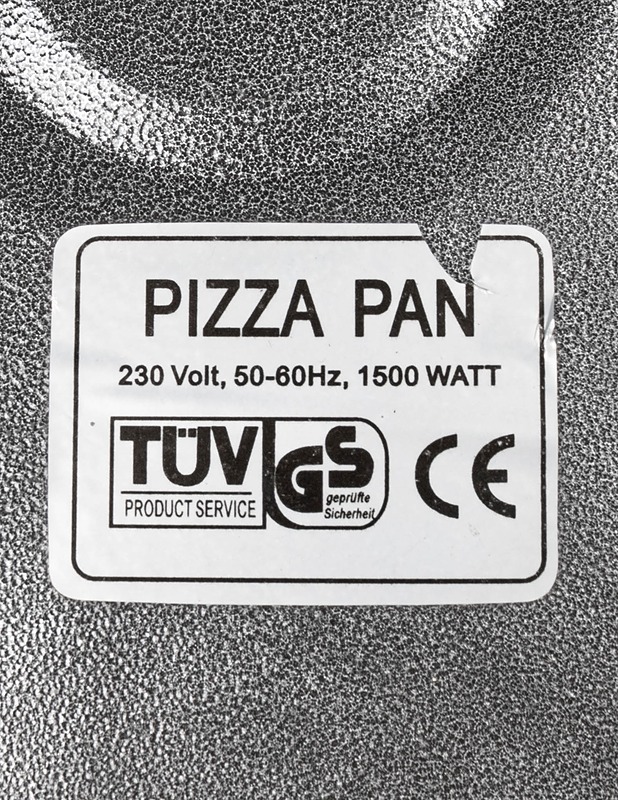 PIZZA PAN
230 Volt, 50-60Hz, 1500 WATT
TÜV
PRODUCT SERVICE
GS
geprüfte
Sicherheit
CE